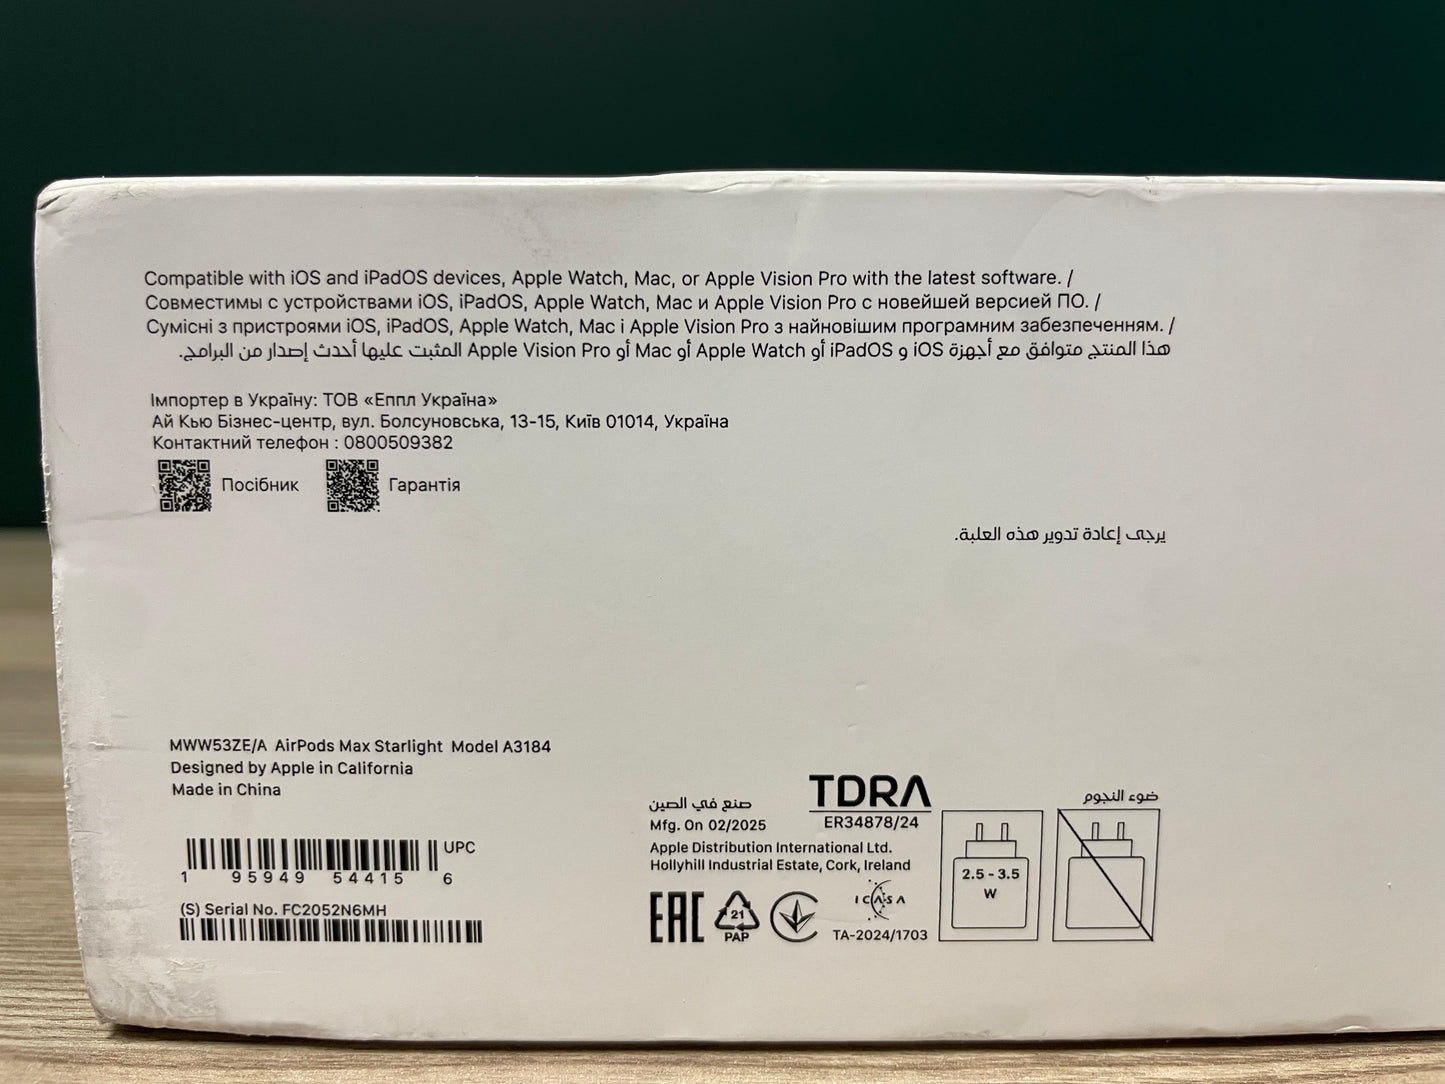 Compatible with iOS and iPadOS devices, Apple Watch, Mac, or Apple Vision Pro with the latest software. /
Совместимы с устройствами iOS, iPadOS, Apple Watch, Mac и Apple Vision Pro с новейшей версией ПО. /
Сумісні з пристроями iOS, iPadOS, Apple Watch, Mac і Apple Vision Pro з найновішим програмним забезпеченням. /
هذا المنتج متوافق مع أجهزة iOS و iPadOS أو Apple Watch أو Mac أو Apple Vision Pro المثبت عليها أحدث إصدار من البرامج.
Імпортер в Україну: ТОВ «Еппл Україна»
Ай Кью Бізнес-центр, вул. Болсуновська, 13-15, Київ 01014, Україна
Контактний телефон : 0800509382
Посібник Гарантія
يرجى إعادة تدوير هذه العلبة.
MWW53ZE/A AirPods Max Starlight Model A3184
Designed by Apple in California
Made in China
UPC
1 95949 54415 6
(S) Serial No. FC2052N6MH
صنع في الصين
Mfg. On 02/2025
TDRA
ER34878/24
Apple Distribution International Ltd.
Hollyhill Industrial Estate, Cork, Ireland
EAC
21
PAP
ICASA
TA-2024/1703
2.5 - 3.5
W
ضوء النجوم